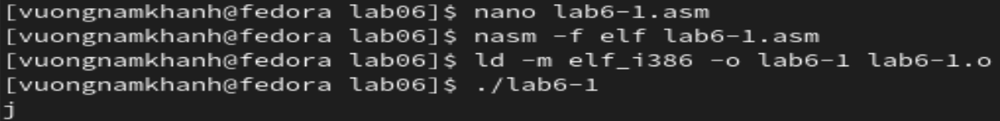 [vuongnamkhanh@fedora lab06]$ nano lab6-1.asm
[vuongnamkhanh@fedora lab06]$ nasm -f elf lab6-1.asm
[vuongnamkhanh@fedora lab06]$ ld -m elf_i386 -o lab6-1 lab6-1.o
[vuongnamkhanh@fedora lab06]$ ./lab6-1
j